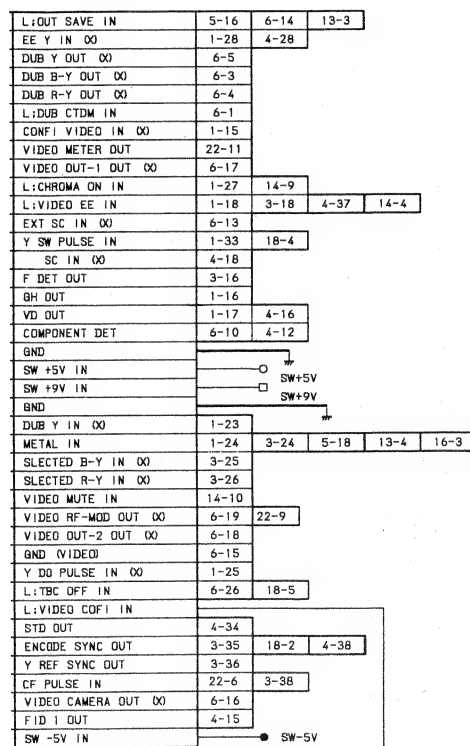 L;OUT SAVE IN 5-16 6-14 13-3
EE Y IN (X) 1-28 4-28
DUB Y OUT (X) 6-5
DUB B-Y OUT (X) 6-3
DUB R-Y OUT (X) 6-4
L;DUB CTDM IN 6-1
CONFI VIDEO IN (X) 1-15
VIDEO METER OUT 22-11
VIDEO OUT-1 OUT (X) 6-17
L;CHROMA ON IN 1-27 14-9
L;VIDEO EE IN 1-18 3-18 4-37 14-4
EXT SC IN (X) 6-13
Y SW PULSE IN 1-33 18-4
SC IN (X) 4-18
F DET OUT 3-16
GH OUT 1-16
VD OUT 1-17 4-16
COMPONENT DET 6-10 4-12
GND
SW +5V IN SW+5V
SW +9V IN SW+9V
GND
DUB Y IN (X) 1-23
METAL IN 1-24 3-24 5-18 13-4 16-3
SLECTED B-Y IN (X) 3-25
SLECTED R-Y IN (X) 3-26
VIDEO MUTE IN 14-10
VIDEO RF-MOD OUT (X) 6-19 22-9
VIDEO OUT-2 OUT (X) 6-18
GND (VIDEO) 6-15
Y DO PULSE IN (X) 1-25
L;TBC OFF IN 6-26 18-5
L;VIDEO COFI IN
STD OUT 4-34
ENCODE SYNC OUT 3-35 18-2 4-38
Y REF SYNC OUT 3-36
CF PULSE IN 22-6 3-38
VIDEO CAMERA OUT (X) 6-16
FID I OUT 4-15
SW -5V IN SW-5V